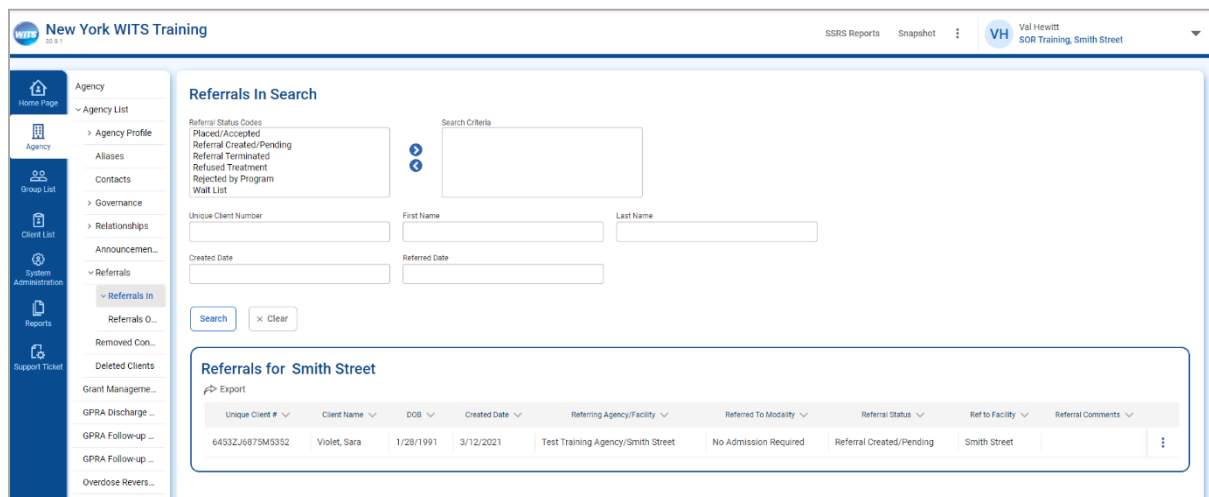 WITS
New York WITS Training
20.9.1
SSRS Reports Snapshot
VH
Val Hewitt
SOR Training, Smith Street
Home Page
Agency
Group List
Client List
System
Administration
Reports
Support Ticket
Agency
Agency List
Agency Profile
Aliases
Contacts
Governance
Relationships
Announcemen...
Referrals
Referrals In
Referrals O...
Removed Con...
Deleted Clients
Grant Manageme...
GPRA Discharge ...
GPRA Follow-up ...
GPRA Follow-up ...
Overdose Revers...
Referrals In Search
Referral Status Codes
Placed/Accepted
Referral Created/Pending
Referral Terminated
Refused Treatment
Rejected by Program
Wait List
Search Criteria
Unique Client Number First Name Last Name
Created Date Referred Date
Search × Clear
Referrals for Smith Street
Export
Unique Client # Client Name DOB Created Date Referring Agency/Facility Referred To Modality Referral Status Ref to Facility Referral Comments
6453ZJ6875M5352 Violet, Sara 1/28/1991 3/12/2021 Test Training Agency/Smith Street No Admission Required Referral Created/Pending Smith Street